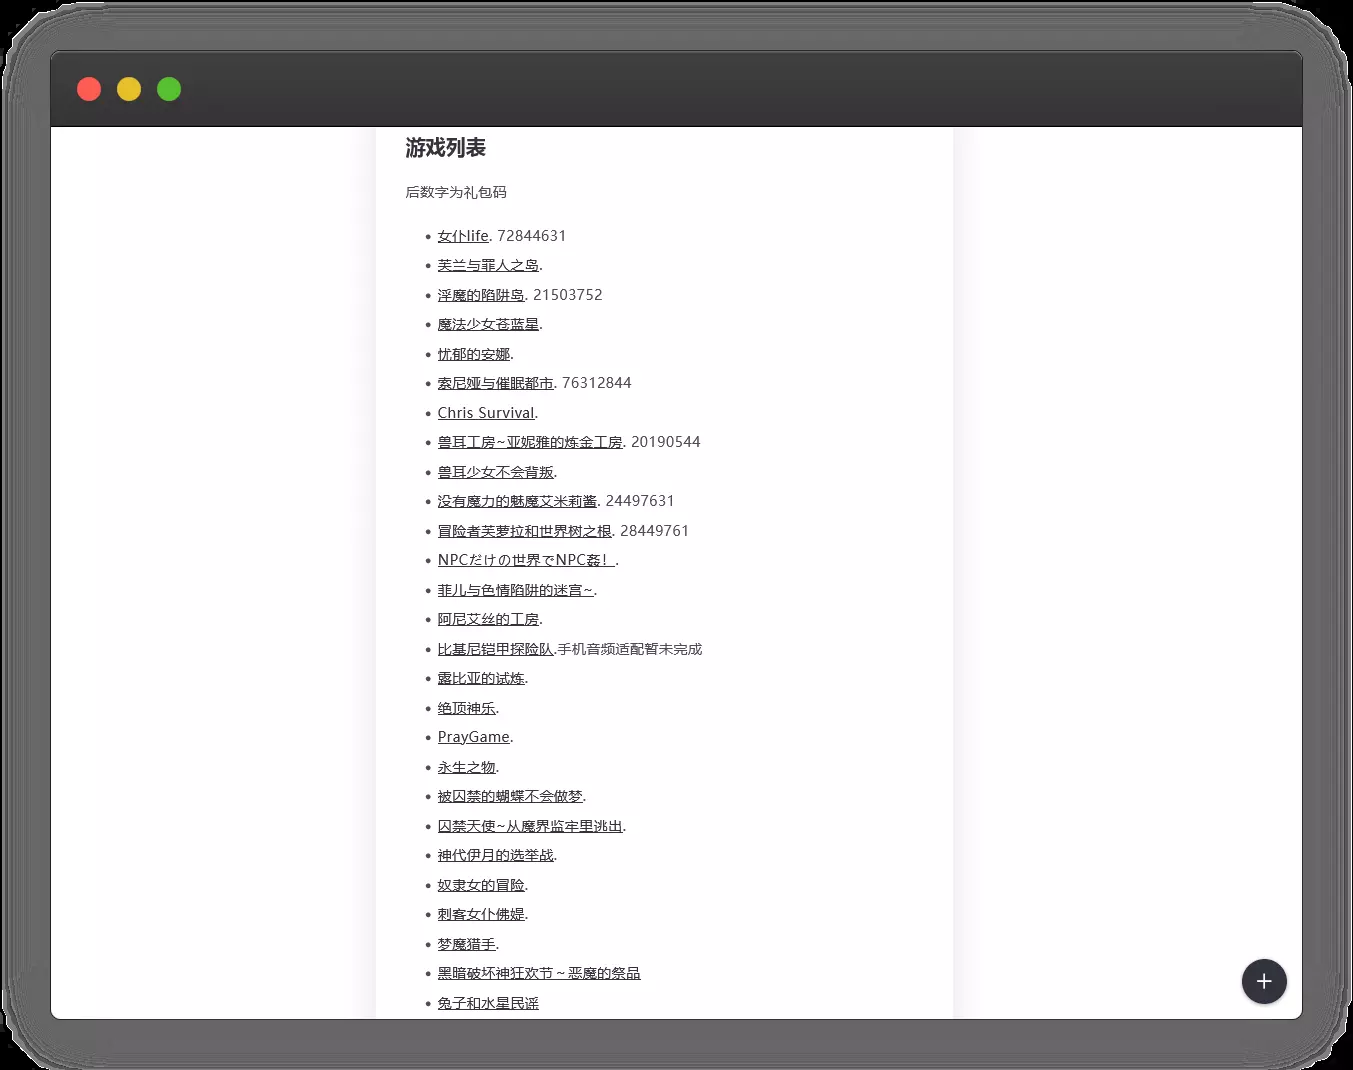 游戏列表
后数字为礼包码
女仆life. 72844631
芙兰与罪人之岛.
淫魔的陷阱岛. 21503752
魔法少女苍蓝星.
忧郁的安娜.
索尼娅与催眠都市. 76312844
Chris Survival.
兽耳工房~亚妮雅的炼金工房. 20190544
兽耳少女不会背叛.
没有魔力的魅魔艾米莉酱. 24497631
冒险者芙萝拉和世界树之根. 28449761
NPCだけの世界でNPC姦！.
菲儿与色情陷阱的迷宫~.
阿尼艾丝的工房.
比基尼铠甲探险队.手机音频适配暂未完成
露比亚的试炼.
绝顶神乐.
PrayGame.
永生之物.
被囚禁的蝴蝶不会做梦.
囚禁天使~从魔界监牢里逃出.
神代伊月的选举战.
奴隶女的冒险.
刺客女仆佛媞.
梦魔猎手.
黑暗破坏神狂欢节～恶魔的祭品
兔子和水星民谣